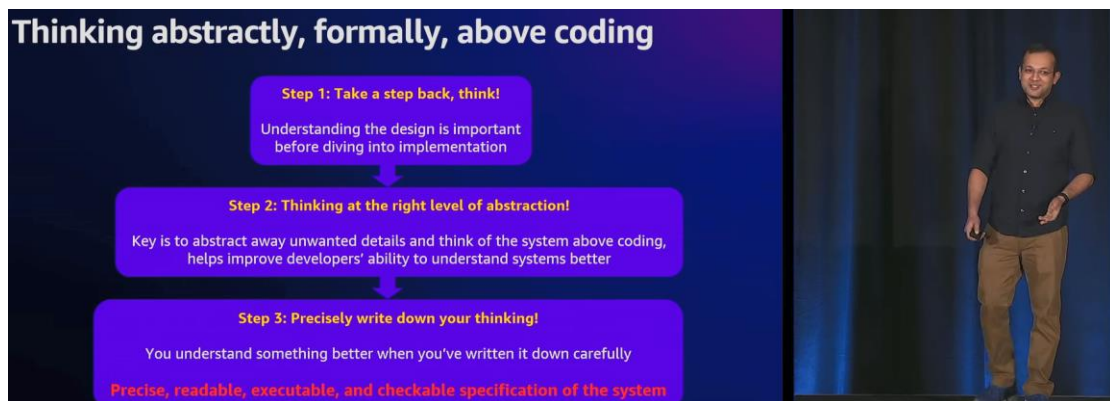 Thinking abstractly, formally, above coding
Step 1: Take a step back, think!
Understanding the design is important
before diving into implementation
Step 2: Thinking at the right level of abstraction!
Key is to abstract away unwanted details and think of the system above coding,
helps improve developers' ability to understand systems better
Step 3: Precisely write down your thinking!
You understand something better when you've written it down carefully
Precise, readable, executable, and checkable specification of the system